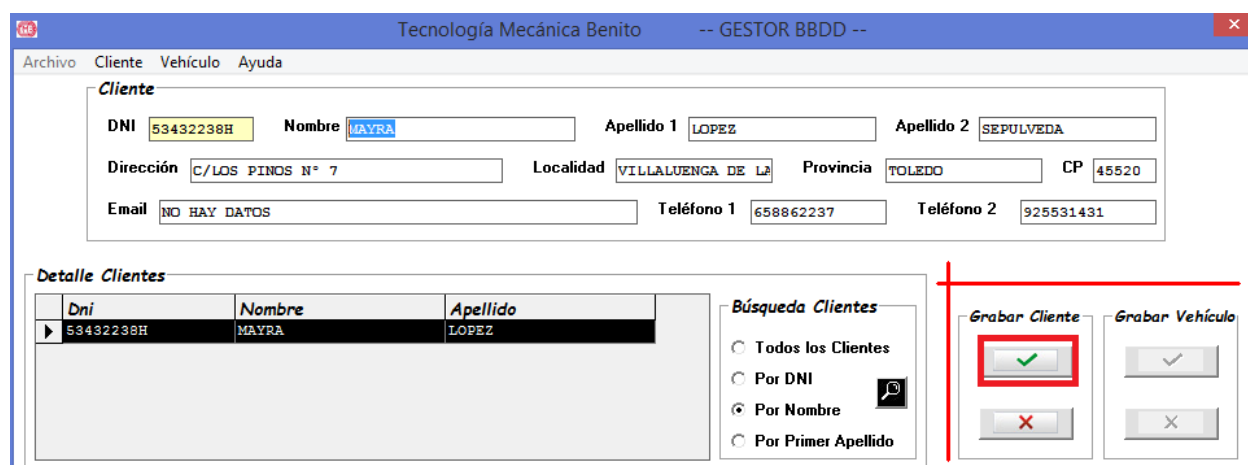 Tecnología Mecánica Benito -- GESTOR BBDD --
Archivo Cliente Vehículo Ayuda
Cliente
DNI 53432238H Nombre MAYRA Apellido 1 LOPEZ Apellido 2 SEPULVEDA
Dirección C/LOS PINOS Nº 7 Localidad VILLALUENGA DE LA Provincia TOLEDO CP 45520
Email NO HAY DATOS Teléfono 1 658862237 Teléfono 2 925531431
Detalle Clientes
Dni Nombre Apellido
53432238H MAYRA LOPEZ
Búsqueda Clientes
Todos los Clientes
Por DNI
Por Nombre
Por Primer Apellido
Grabar Cliente Grabar Vehículo